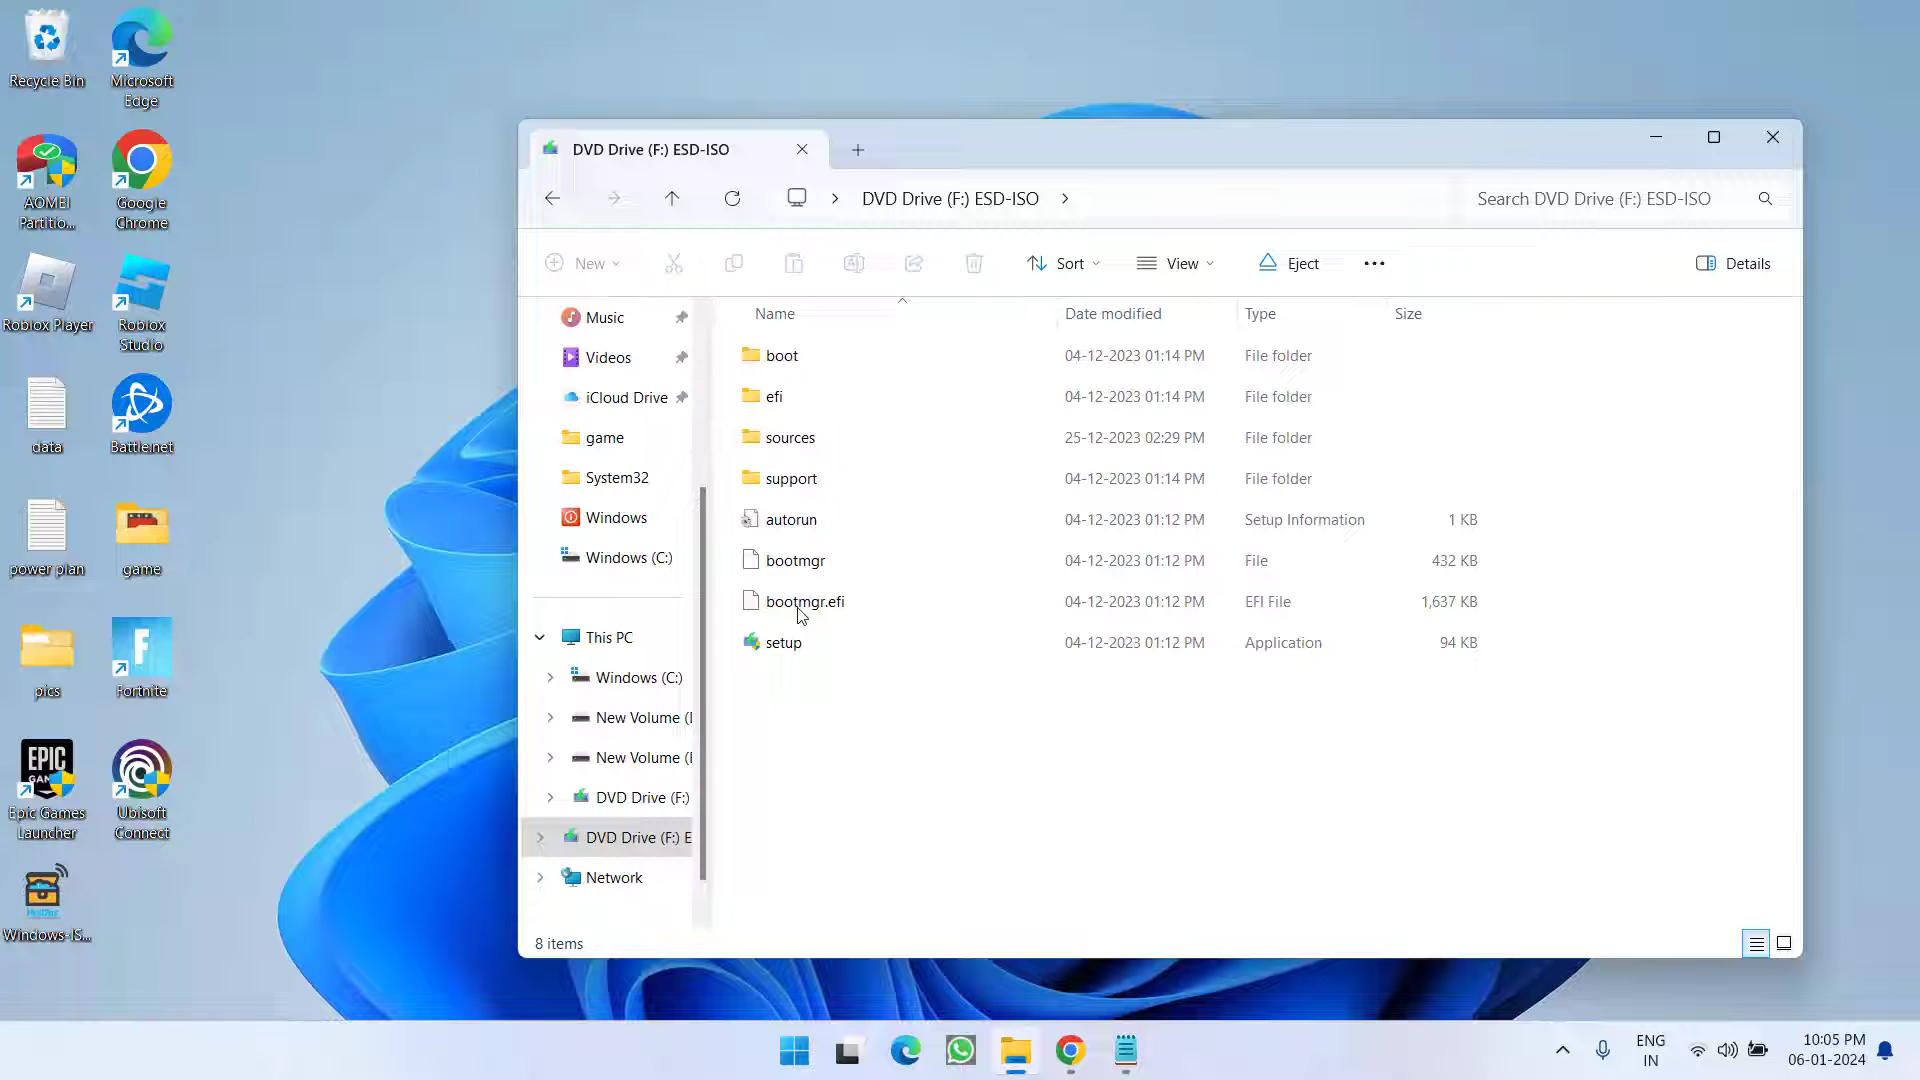 Recycle Bin
Microsoft
Edge
AOMEI
Partitio...
Google
Chrome
Roblox Player
Roblox
Studio
data
Battle.net
power plan
game
pics
Fortnite
EPIC
Epic Games
Launcher
Ubisoft
Connect
Windows-IS...
DVD Drive (F:) ESD-ISO
DVD Drive (F:) ESD-ISO
Search DVD Drive (F:) ESD-ISO
New
Sort
View
Eject
Details
Music
Videos
iCloud Drive
game
System32
Windows
Windows (C:)
This PC
Windows (C:)
New Volume (
New Volume (
DVD Drive (F:)
DVD Drive (F:) E
Network
Name Date modified Type Size
boot 04-12-2023 01:14 PM File folder
efi 04-12-2023 01:14 PM File folder
sources 25-12-2023 02:29 PM File folder
support 04-12-2023 01:14 PM File folder
autorun 04-12-2023 01:12 PM Setup Information 1 KB
bootmgr 04-12-2023 01:12 PM File 432 KB
bootmgr.efi 04-12-2023 01:12 PM EFI File 1,637 KB
setup 04-12-2023 01:12 PM Application 94 KB
8 items
ENG
IN
10:05 PM
06-01-2024